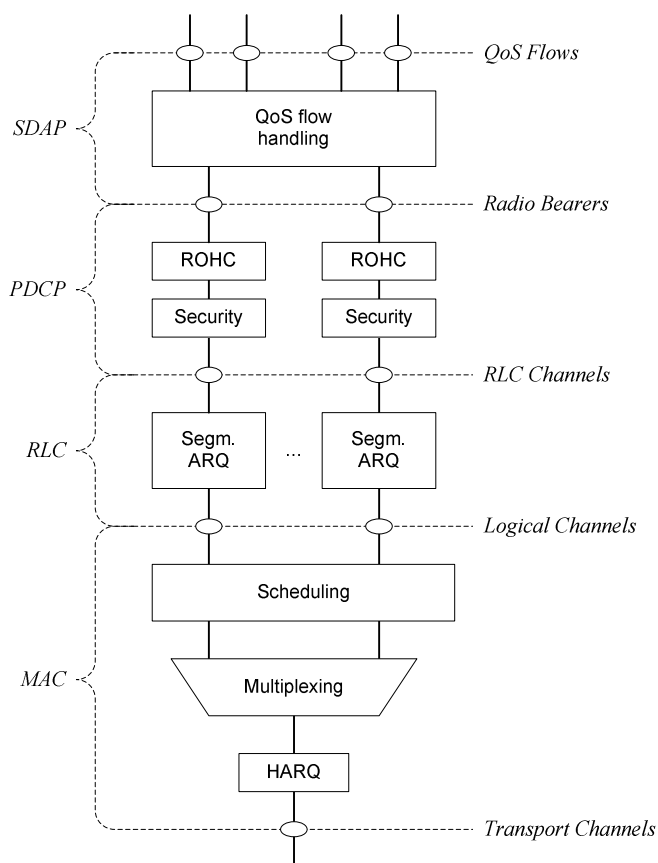 QoS Flows
QoS flow
handling
SDAP
Radio Bearers
ROHC
ROHC
PDCP
Security
Security
RLC Channels
Segm.
ARQ
...
Segm.
ARQ
RLC
Logical Channels
Scheduling
MAC
Multiplexing
HARQ
Transport Channels